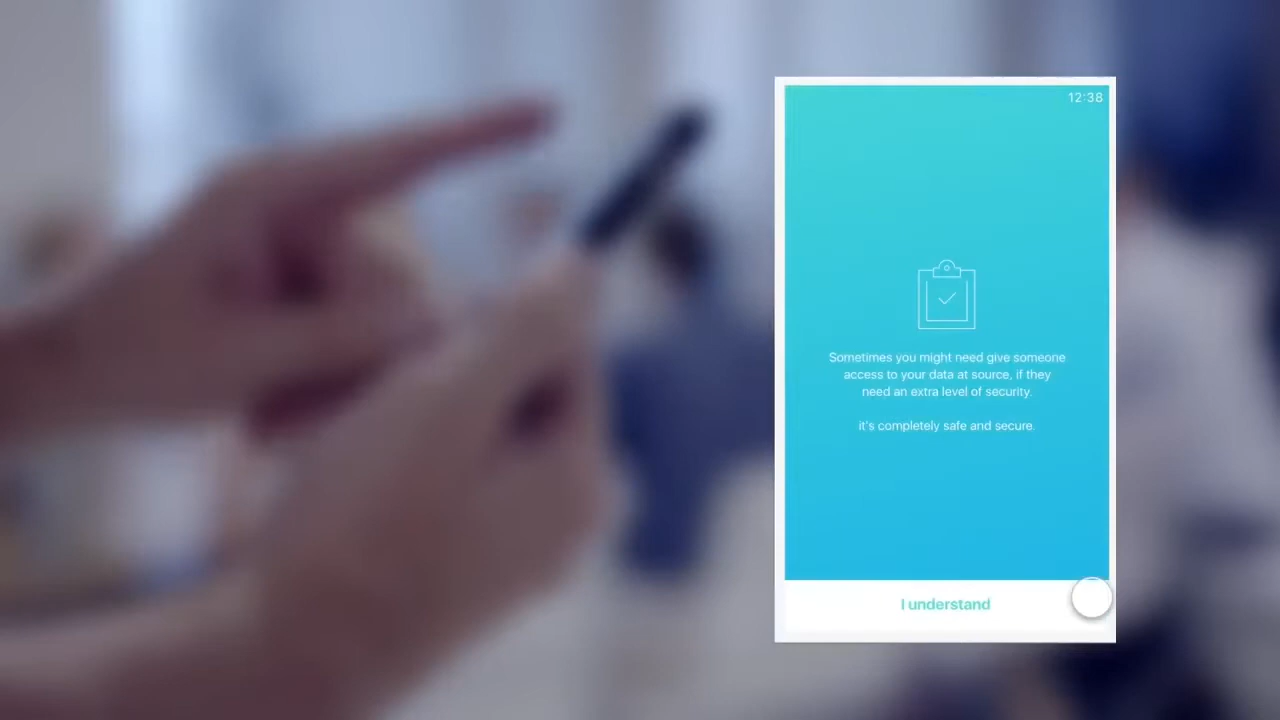 12:38
Sometimes you might need give someone
access to your data at source, if they
need an extra level of security.
it's completely safe and secure.
I understand